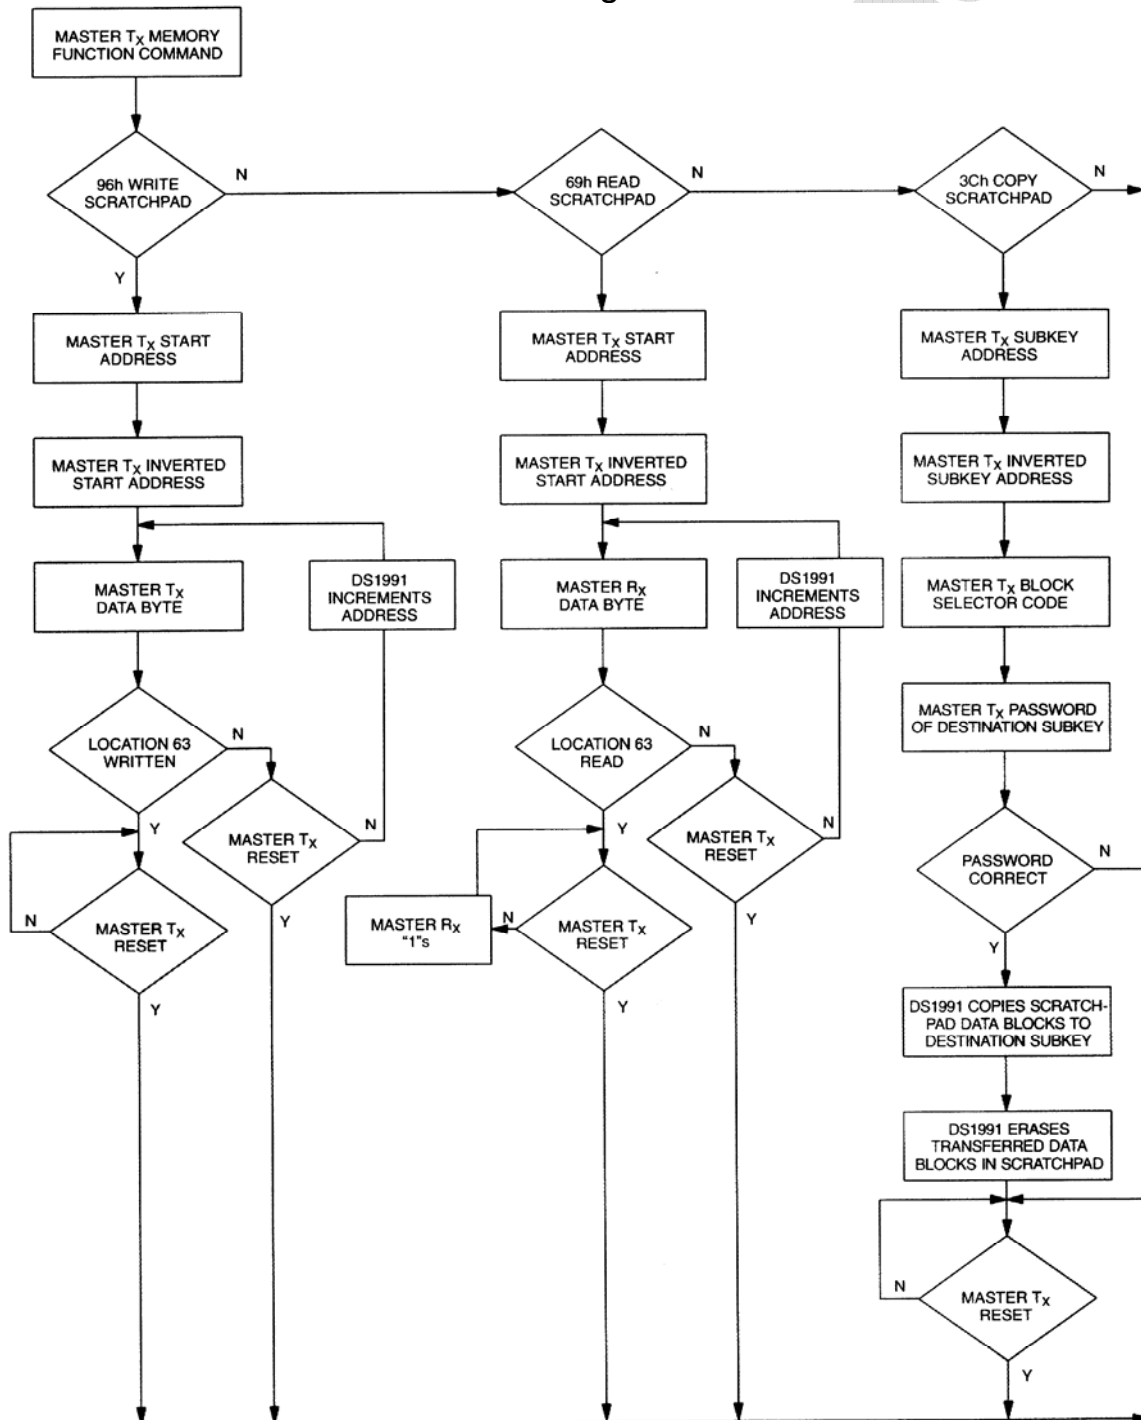 g
MASTER TX MEMORY
FUNCTION COMMAND
96h WRITE
SCRATCHPAD
N
Y
MASTER TX START
ADDRESS
MASTER TX INVERTED
START ADDRESS
MASTER TX
DATA BYTE
DS1991
INCREMENTS
ADDRESS
LOCATION 63
WRITTEN
N
Y
MASTER TX
RESET
N
Y
MASTER TX
RESET
N
Y
69h READ
SCRATCHPAD
N
Y
MASTER TX START
ADDRESS
MASTER TX INVERTED
START ADDRESS
MASTER RX
DATA BYTE
DS1991
INCREMENTS
ADDRESS
LOCATION 63
READ
N
Y
MASTER TX
RESET
N
Y
MASTER RX
"1"s
N
MASTER TX
RESET
Y
3Ch COPY
SCRATCHPAD
N
Y
MASTER TX SUBKEY
ADDRESS
MASTER TX INVERTED
SUBKEY ADDRESS
MASTER TX BLOCK
SELECTOR CODE
MASTER TX PASSWORD
OF DESTINATION SUBKEY
PASSWORD
CORRECT
N
Y
DS1991 COPIES SCRATCH-
PAD DATA BLOCKS TO
DESTINATION SUBKEY
DS1991 ERASES
TRANSFERRED DATA
BLOCKS IN SCRATCHPAD
MASTER TX
RESET
N
Y